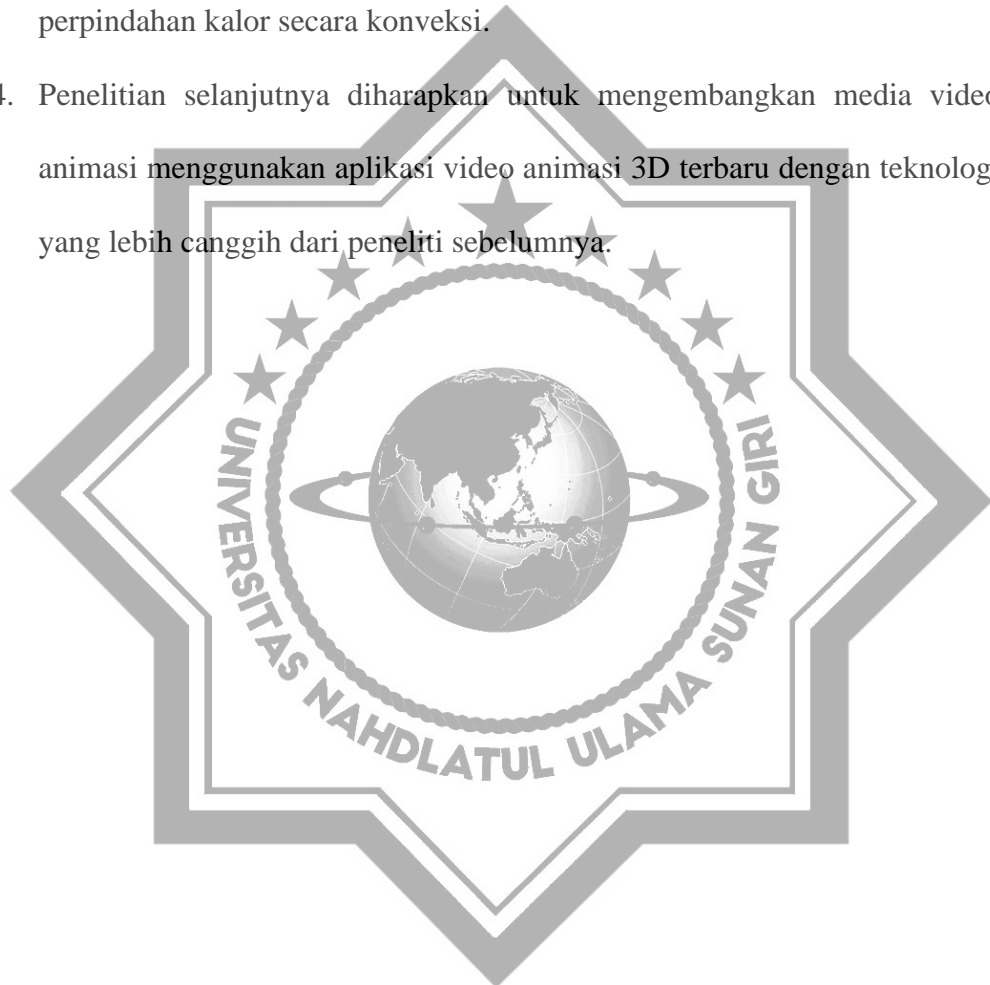 perpindahan kalor secara konveksi.
4. Penelitian selanjutnya diharapkan untuk mengembangkan media video
animasi menggunakan aplikasi video animasi 3D terbaru dengan teknolog
yang lebih canggih dari peneliti sebelumnya.
UNIVERSITAS NAHDLATUL ULAMA SUNAN GIRI